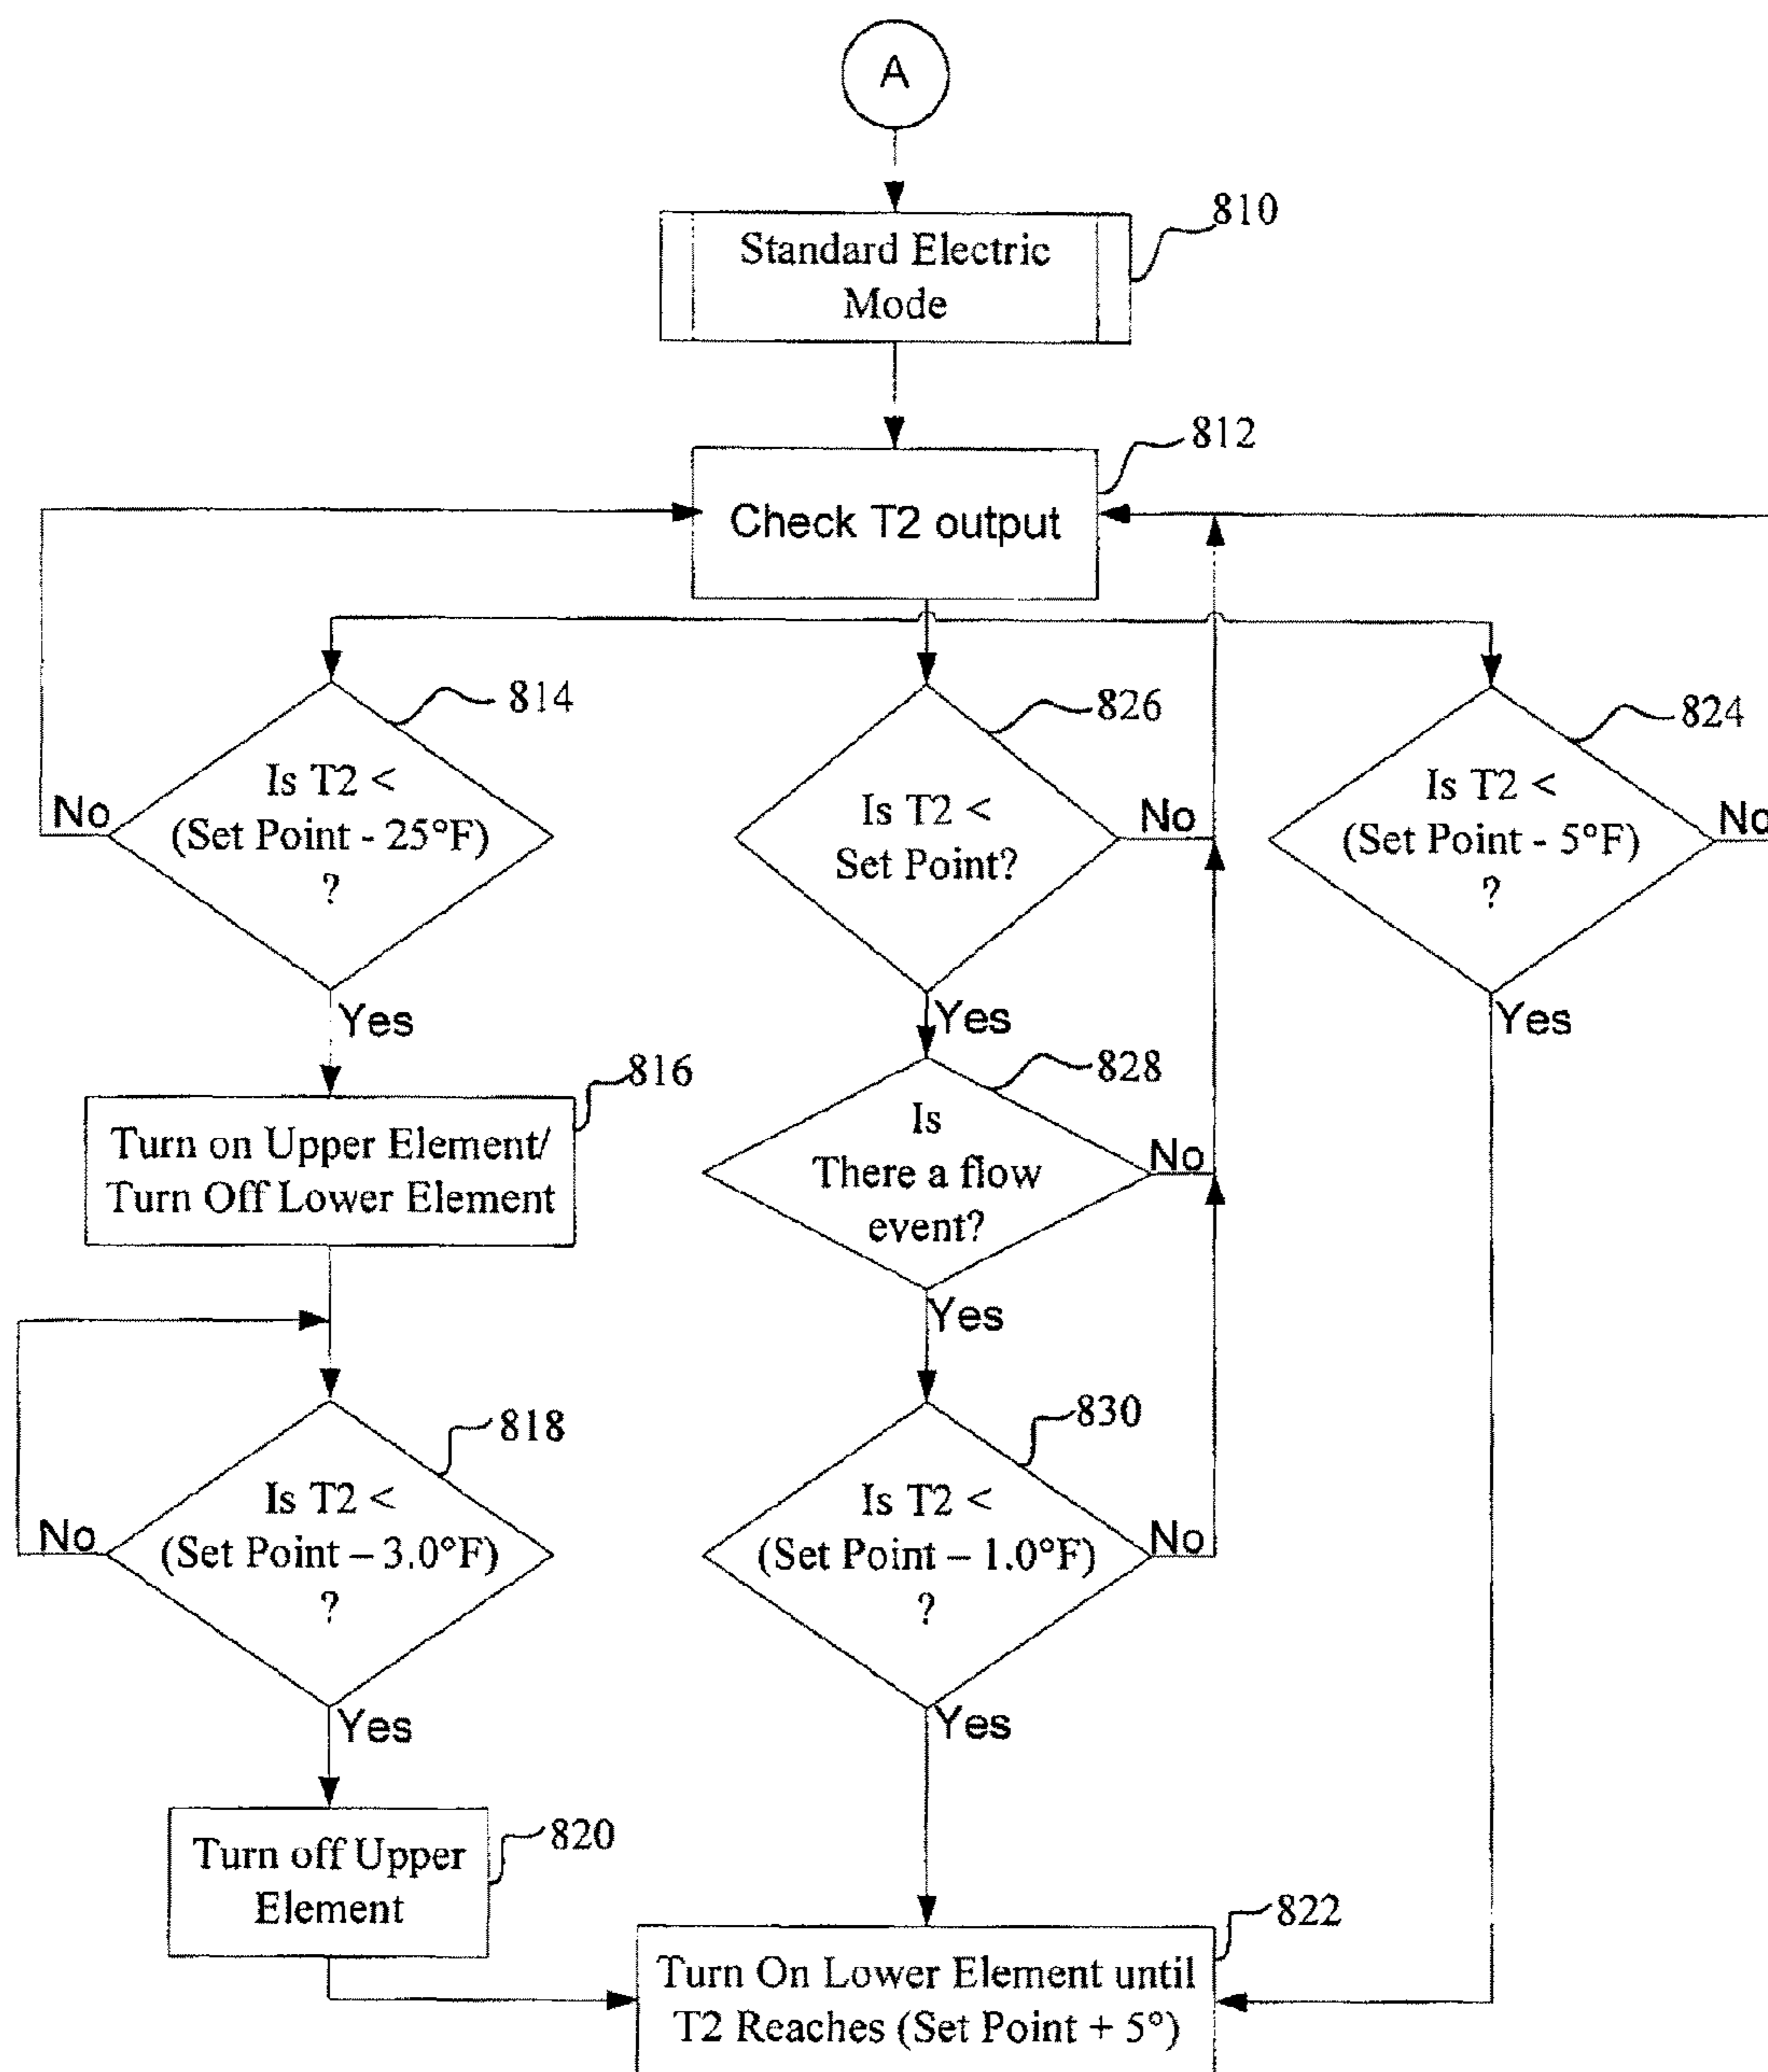 A
810
Standard Electric
Mode
812
Check T2 output
814
Is T2 <
(Set Point - 25°F)
?
No
Yes
826
Is T2 <
Set Point?
No
Yes
824
Is T2 <
(Set Point - 5°F)
?
No
Yes
816
Turn on Upper Element/
Turn Off Lower Element
828
Is
There a flow
event?
No
Yes
818
Is T2 <
(Set Point – 3.0°F)
?
No
Yes
830
Is T2 <
(Set Point – 1.0°F)
?
No
Yes
820
Turn off Upper
Element
822
Turn On Lower Element until
T2 Reaches (Set Point + 5°)